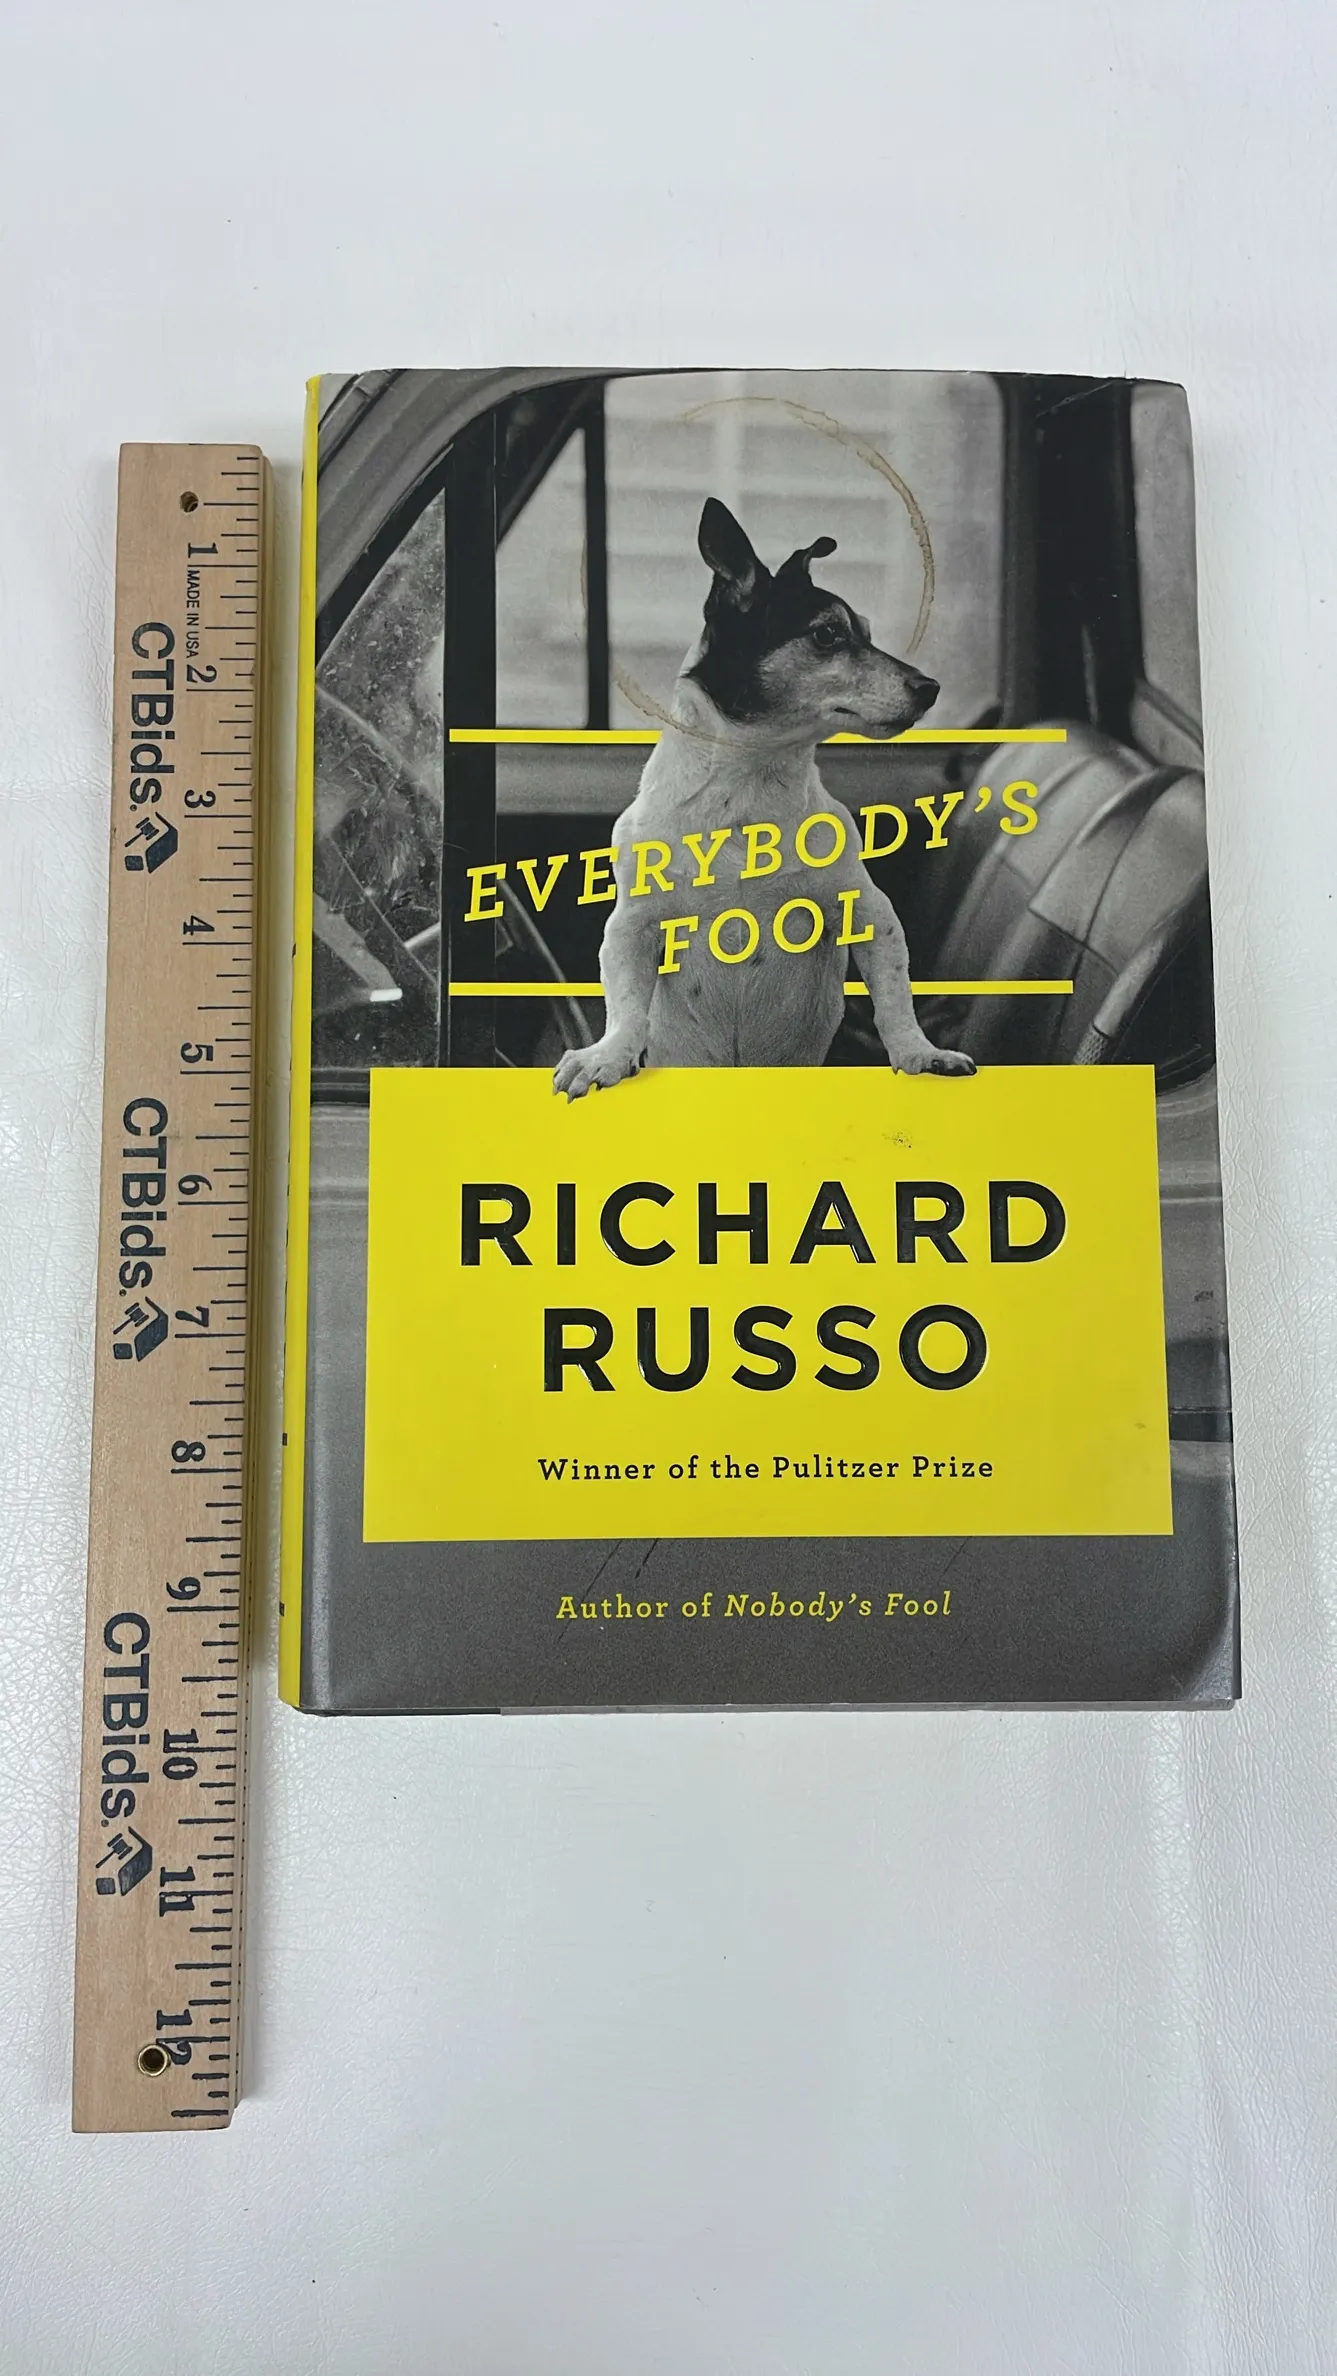 EVERYBODY'S
FOOL
RICHARD
RUSSO
Winner of the Pulitzer Prize
Author of Nobody's Fool
1
MADE IN USA
2
3
4
5
6
7
8
9
10
11
12
CTBids.
CTBids.
CTBids.